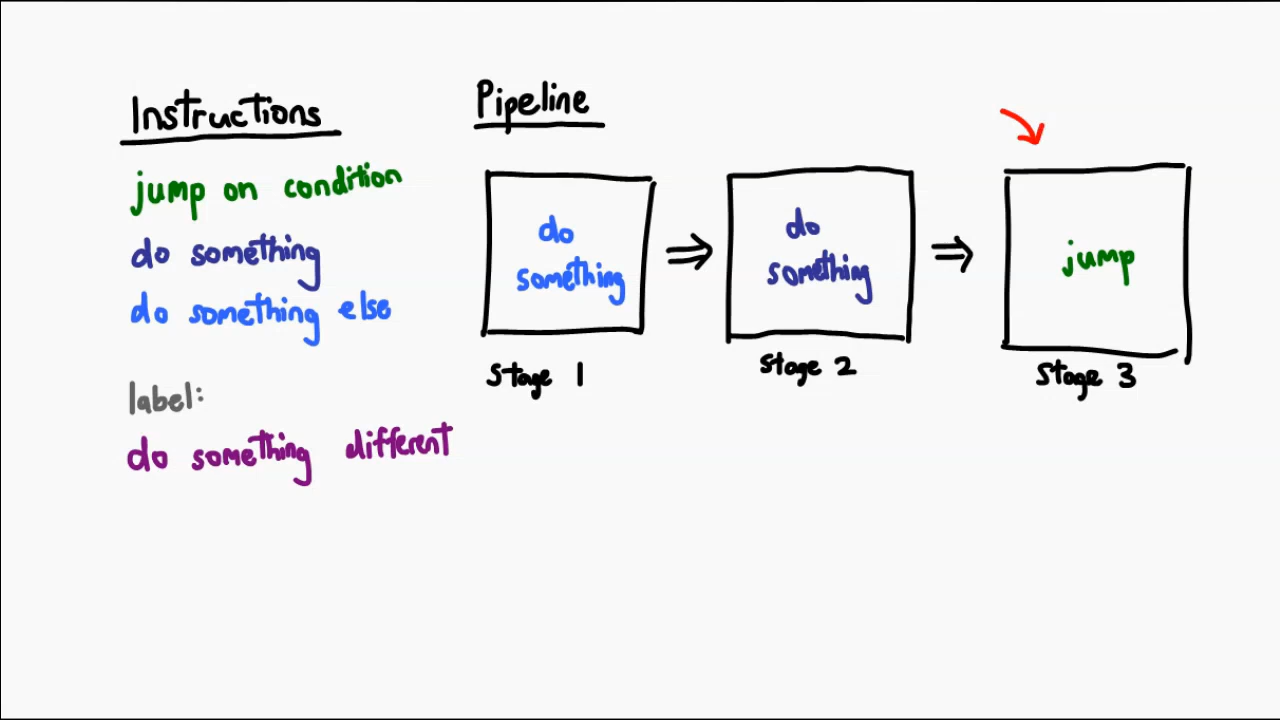 Instructions
jump on condition
do something
do something else
label:
do something different
Pipeline
do
something
stage 1
do
something
stage 2
jump
stage 3